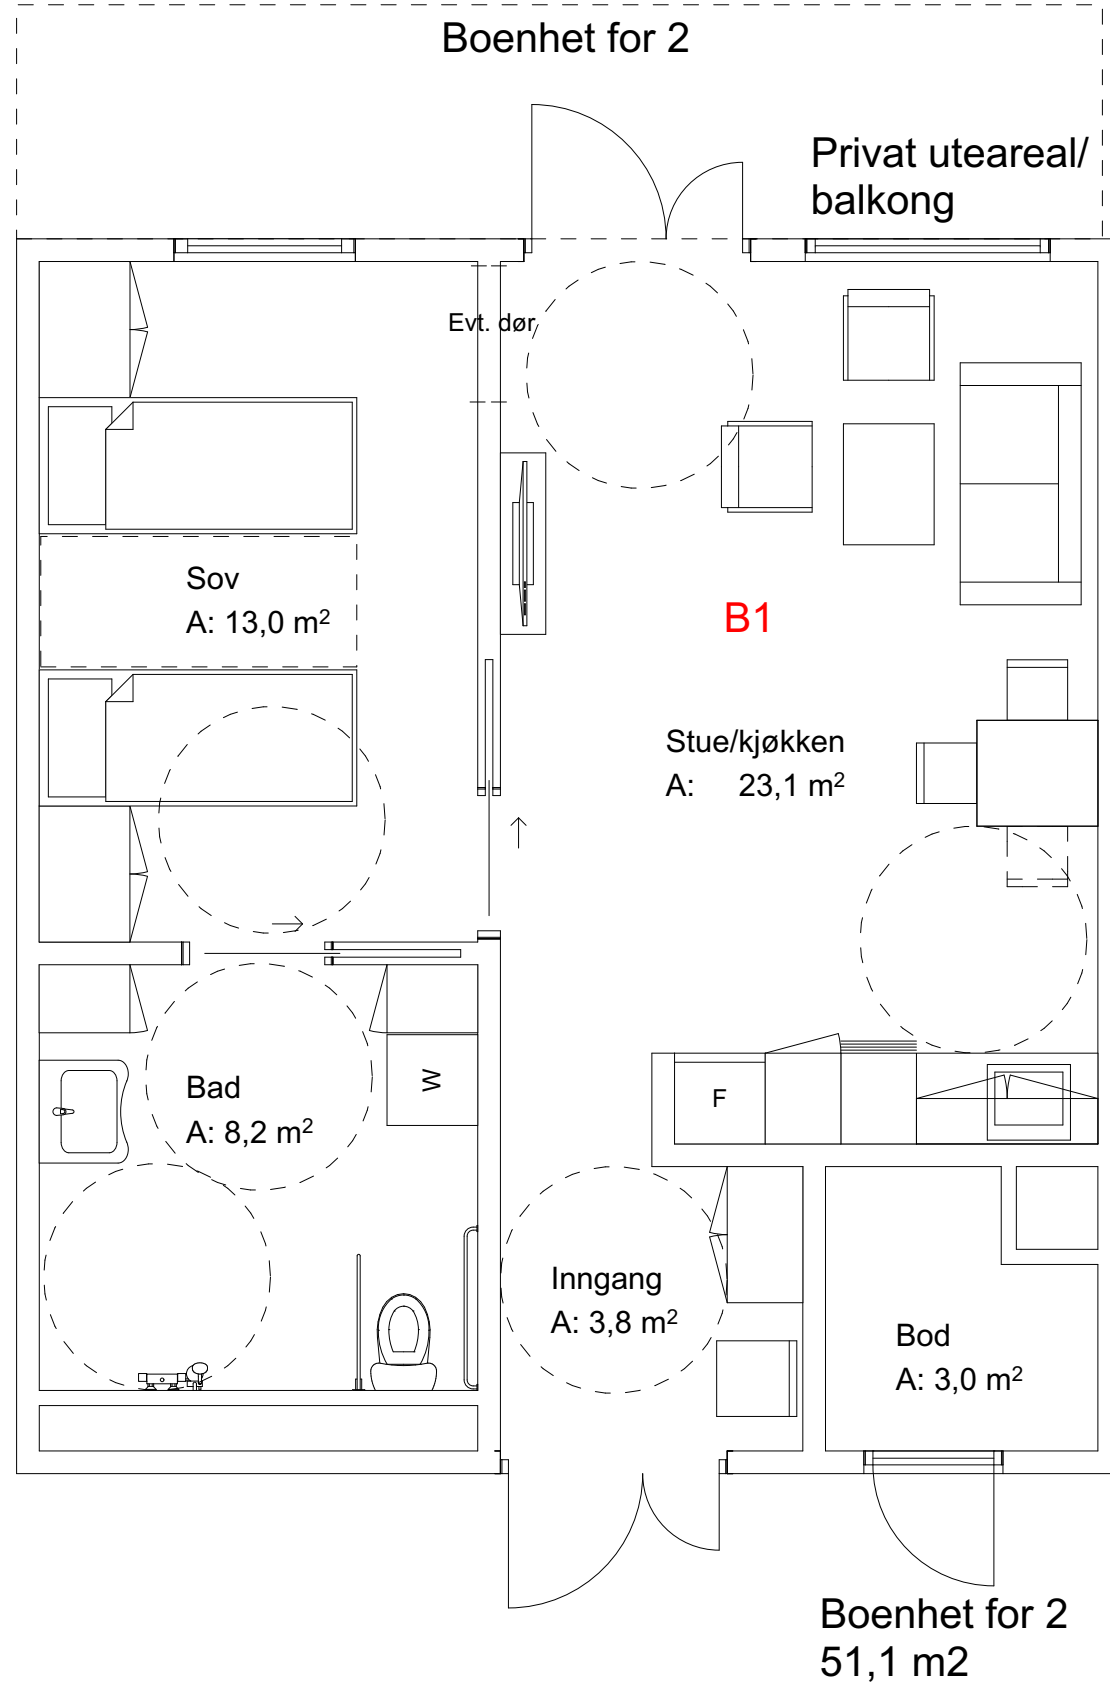 Boenhet for 2
Privat uteareal/
balkong
Evt. dør
Sov
A: 13,0 m²
B1
Stue/kjøkken
A: 23,1 m²
F
W
Bad
A: 8,2 m²
Inngang
A: 3,8 m²
Bod
A: 3,0 m²
Boenhet for 2
51,1 m2